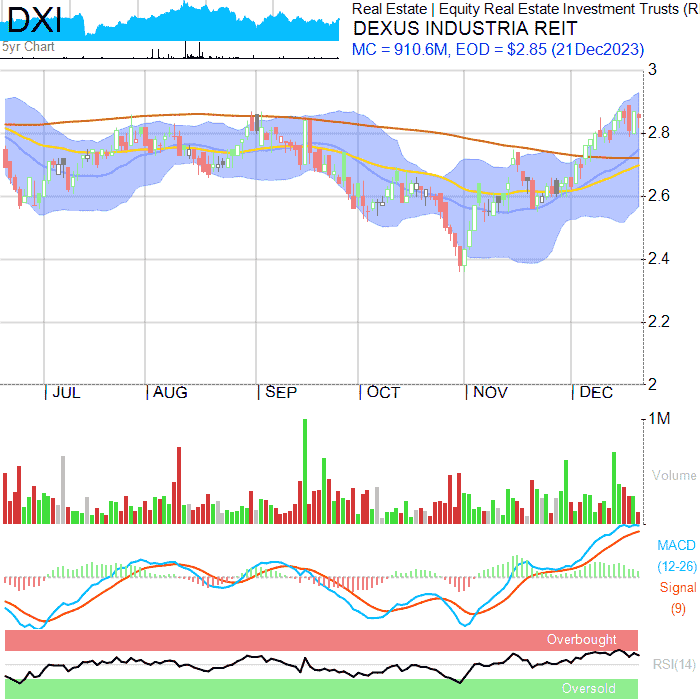 DXI
5yr Chart
Real Estate | Equity Real Estate Investment Trusts (R
DEXUS INDUSTRIA REIT
MC = 910.6M, EOD = $2.85 (21Dec2023)
3
2.8
2.6
2.4
2.2
2
JUL AUG SEP OCT NOV DEC
1M
Volume
MACD
(12-26)
Signal
(9)
Overbought
RSI(14)
Oversold